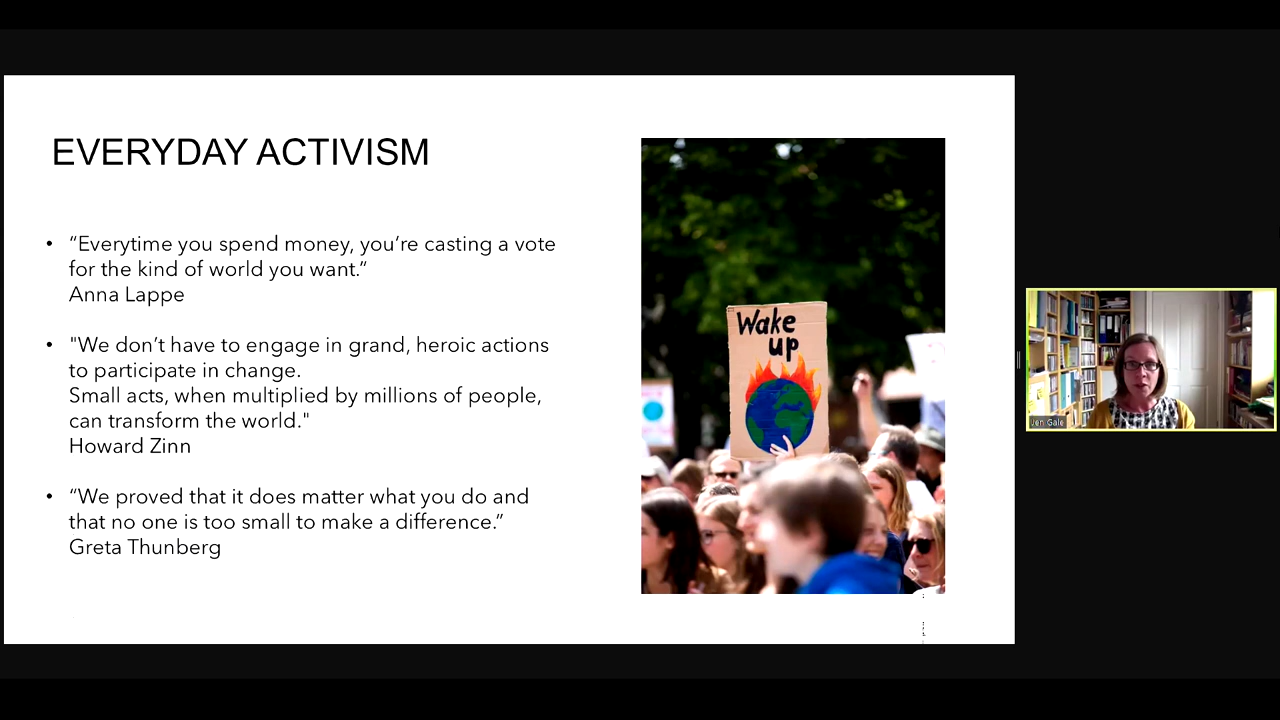 EVERYDAY ACTIVISM
• “Everytime you spend money, you’re casting a vote
for the kind of world you want.”
Anna Lappe
• "We don’t have to engage in grand, heroic actions
to participate in change.
Small acts, when multiplied by millions of people,
can transform the world."
Howard Zinn
• “We proved that it does matter what you do and
that no one is too small to make a difference.”
Greta Thunberg
Wake
up
Jen Gale